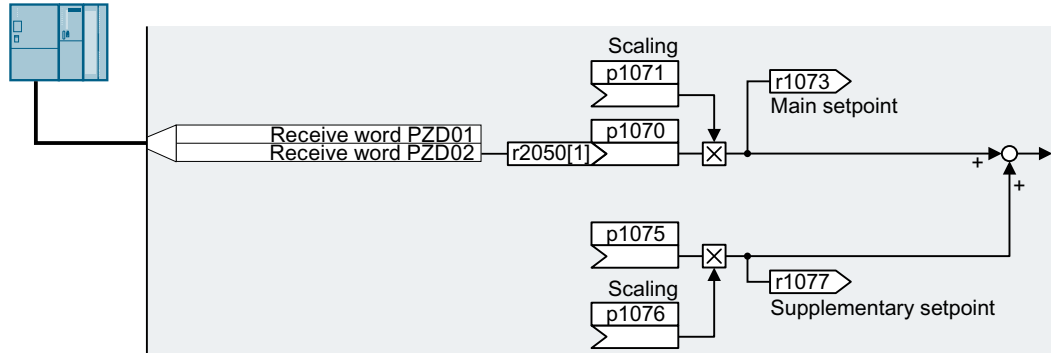 Scaling
p1071
r1073
Main setpoint
Receive word PZD01
p1070
Receive word PZD02
r2050[1]
+
+
p1075
r1077
Scaling
Supplementary setpoint
p1076